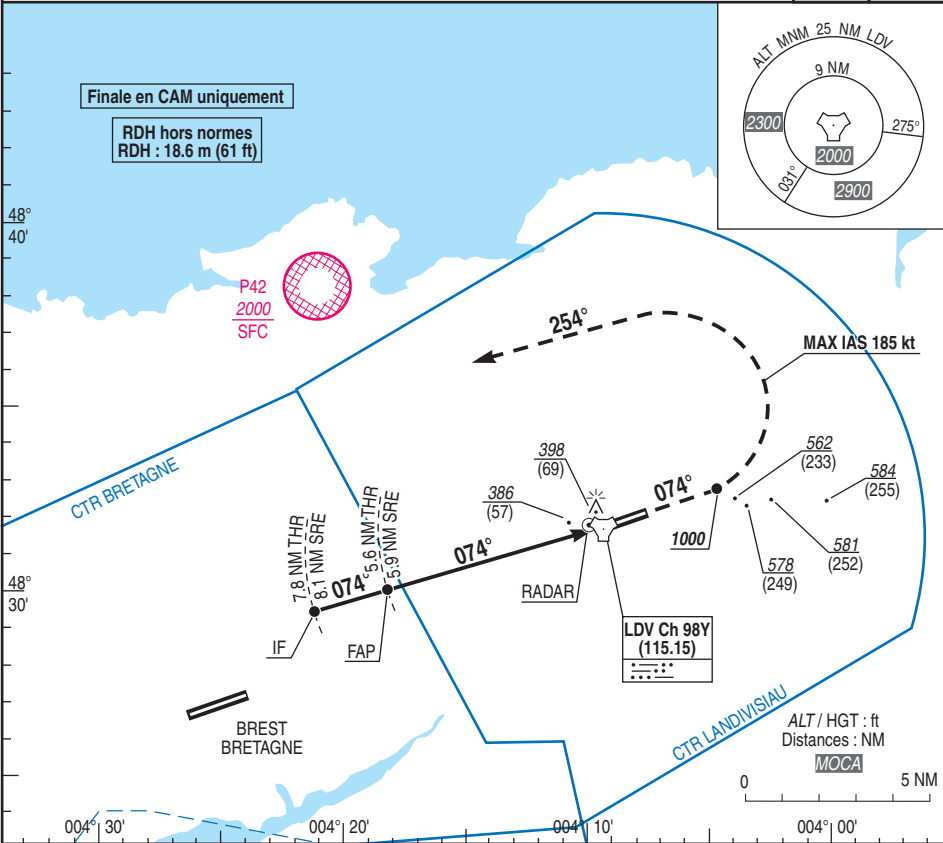 Finale en CAM uniquement
RDH hors normes
RDH : 18.6 m (61 ft)
ALT MNM 25 NM LDV
9 NM
2300
275°
2000
031°
2900
48°
40'
P42
2000
SFC
254°
MAX IAS 185 kt
CTR BRETAGNE
398
(69)
562
(233)
386
(57)
584
(255)
074°
7.8 NM THR
8.1 NM SRE
5.6 NM THR
5.9 NM SRE
074°
074°
1000
581
(252)
578
(249)
48°
30'
RADAR
IF
FAP
LDV Ch 98Y
(115.15)
BREST
BRETAGNE
CTR LANDIVISIAU
ALT / HGT : ft
Distances : NM
MOCA
0 5 NM
004° 30' 004° 20' 004° 10' 004° 00'